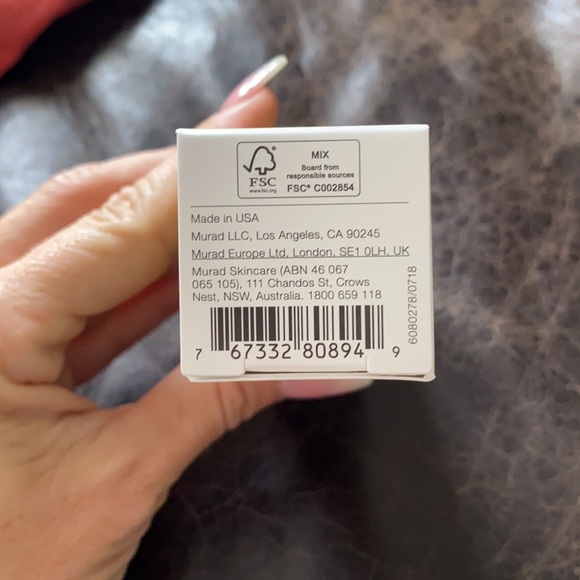 FSC
www.fsc.org
MIX
Board from
responsible sources
FSC® C002854
Made in USA
Murad LLC, Los Angeles, CA 90245
Murad Europe Ltd, London, SE1 0LH, UK
Murad Skincare (ABN 46 067
065 105), 111 Chandos St, Crows
Nest, NSW, Australia. 1800 659 118
6080278/0718
7 67332 80894 9